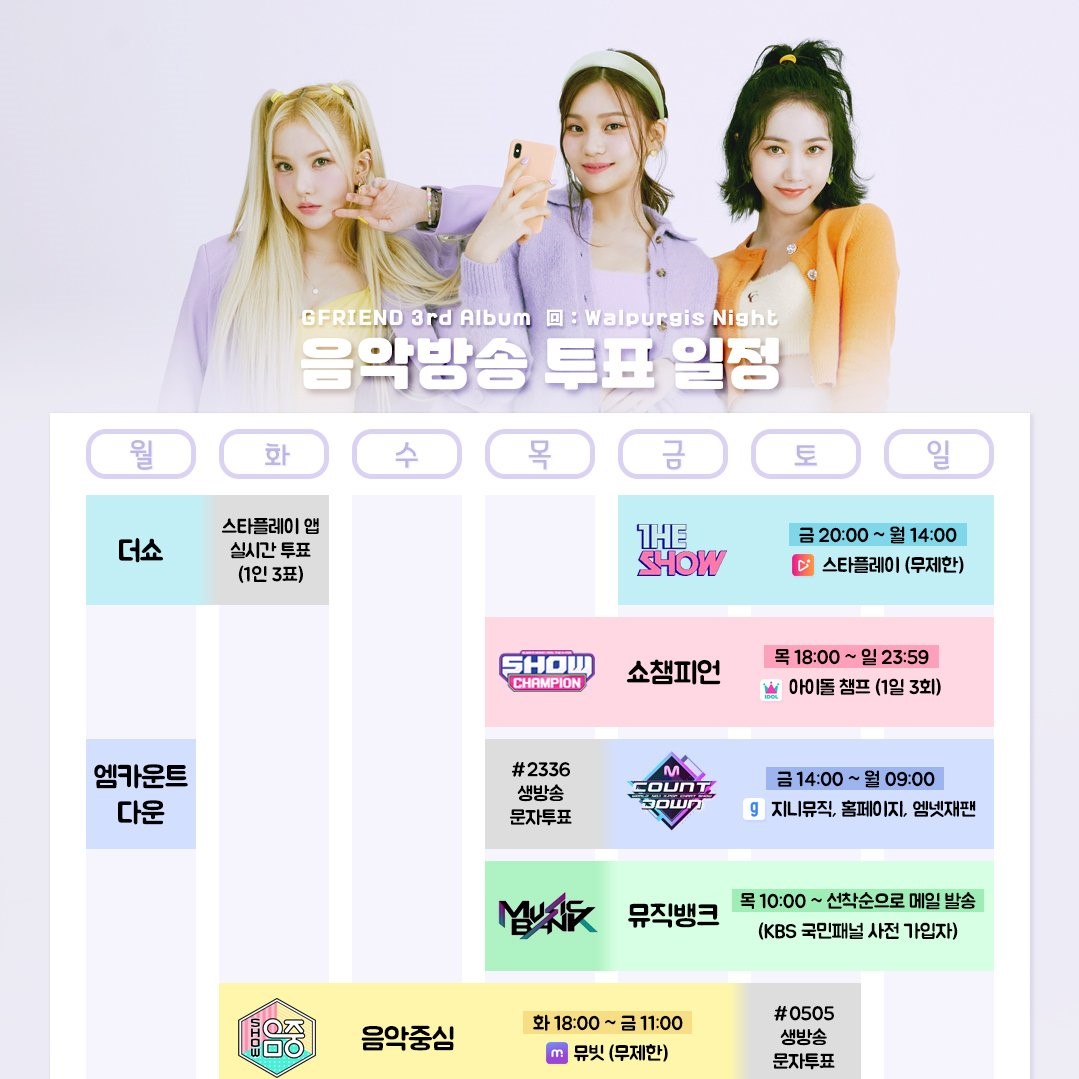 GFRIEND 3rd Album 回 : Walpurgis Night
음악방송 투표 일정
월
화
수
목
금
토
일
더쇼
스타플레이 앱
실시간 투표
(1인 3표)
THE
SHOW
금 20:00 ~ 월 14:00
스타플레이 (무제한)
SHOW
CHAMPION
쇼챔피언
목 18:00 ~ 일 23:59
IDOL
아이돌 챔프 (1일 3회)
엠카운트
다운
#2336
생방송
문자투표
M
COUNT
DOWN
금 14:00 ~ 월 09:00
g
지니뮤직, 홈페이지, 엠넷재팬
MUSIC
BANK
뮤직뱅크
목 10:00 ~ 선착순으로 메일 발송
(KBS 국민패널 사전 가입자)
SHOW
음중
음악중심
화 18:00 ~ 금 11:00
m
뮤빗 (무제한)
#0505
생방송
문자투표